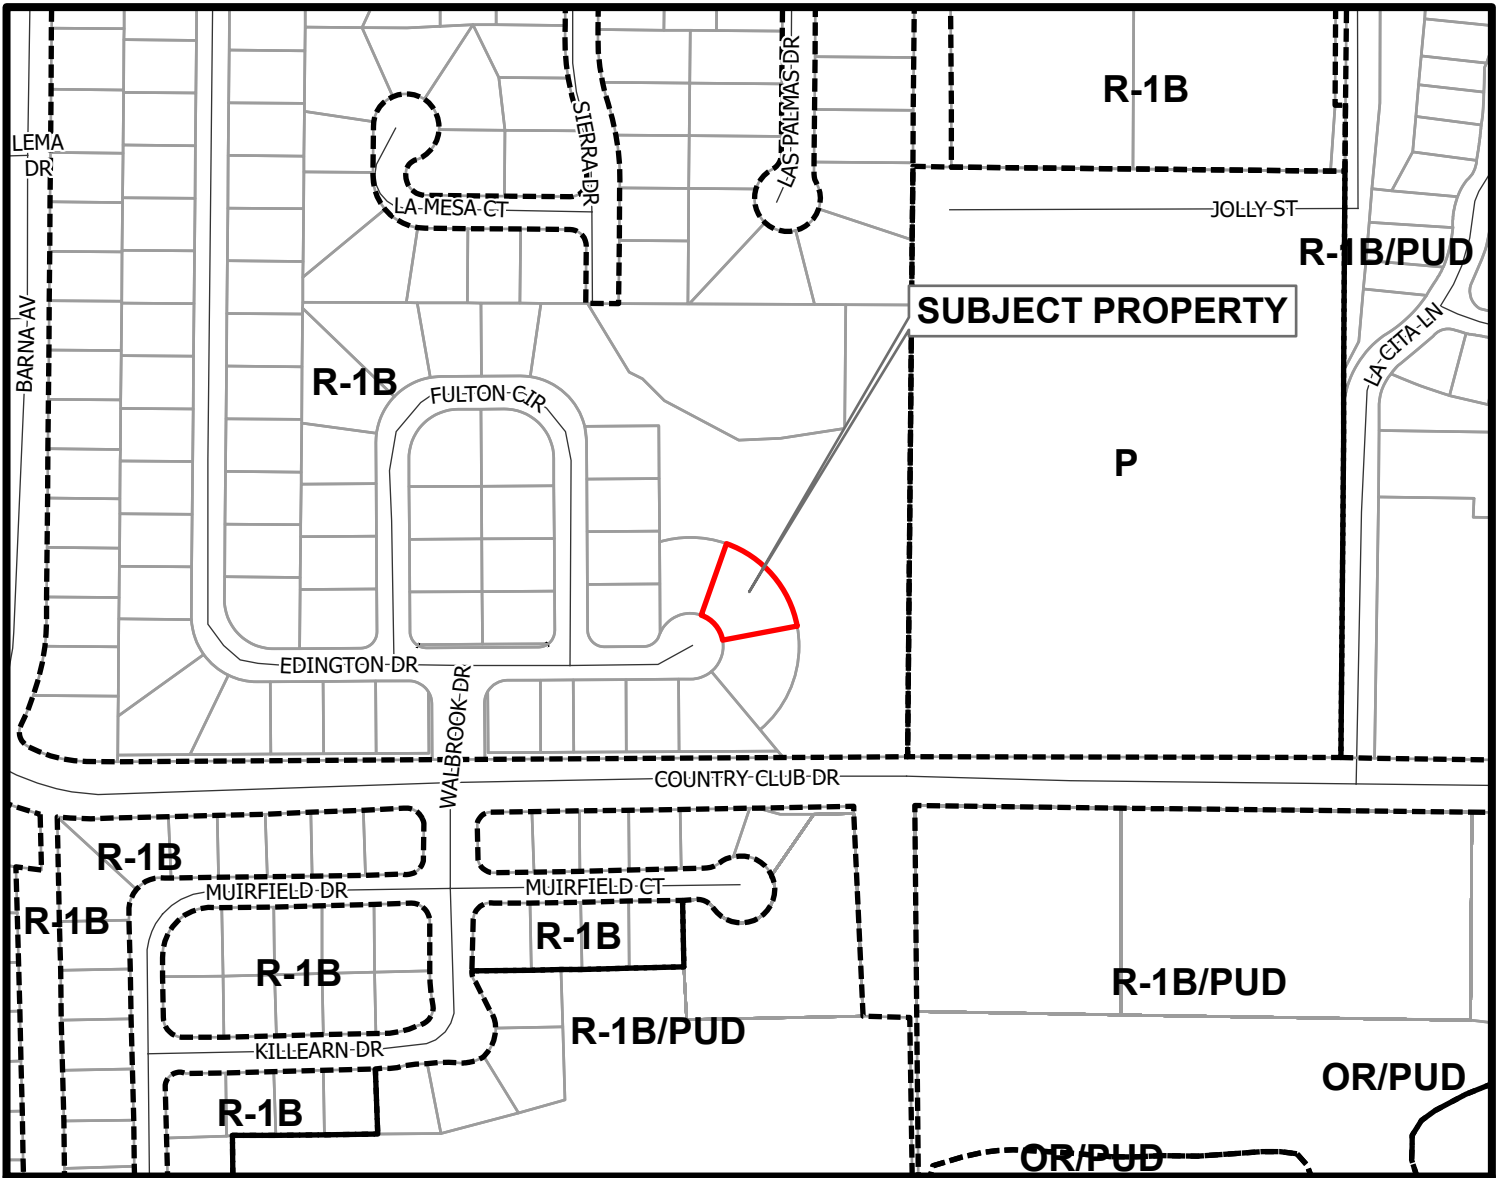 R-1B
LEMA
DR
SIERRA DR
LAS PALMAS DR
LA MESA CT
JOLLY ST
R-1B/PUD
SUBJECT PROPERTY
BARNA AV
LA CITA LN
R-1B
FULTON CIR
P
EDINGTON DR
WALBROOK DR
COUNTRY CLUB DR
R-1B
MUIRFIELD DR
MUIRFIELD CT
R-1B
R-1B
R-1B
R-1B/PUD
R-1B/PUD
KILLEARN DR
OR/PUD
R-1B
OR/PUD